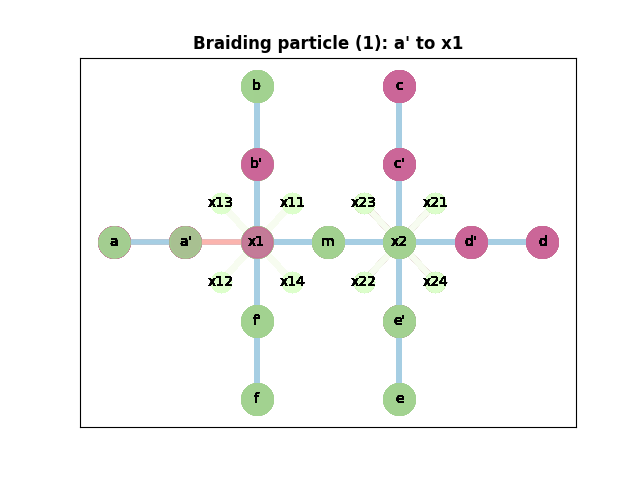 Braiding particle (1): a' to x1
b c
b' c'
x13 x11 x23 x21
a a' x1 m x2 d' d
x12 x14 x22 x24
f' e'
f e